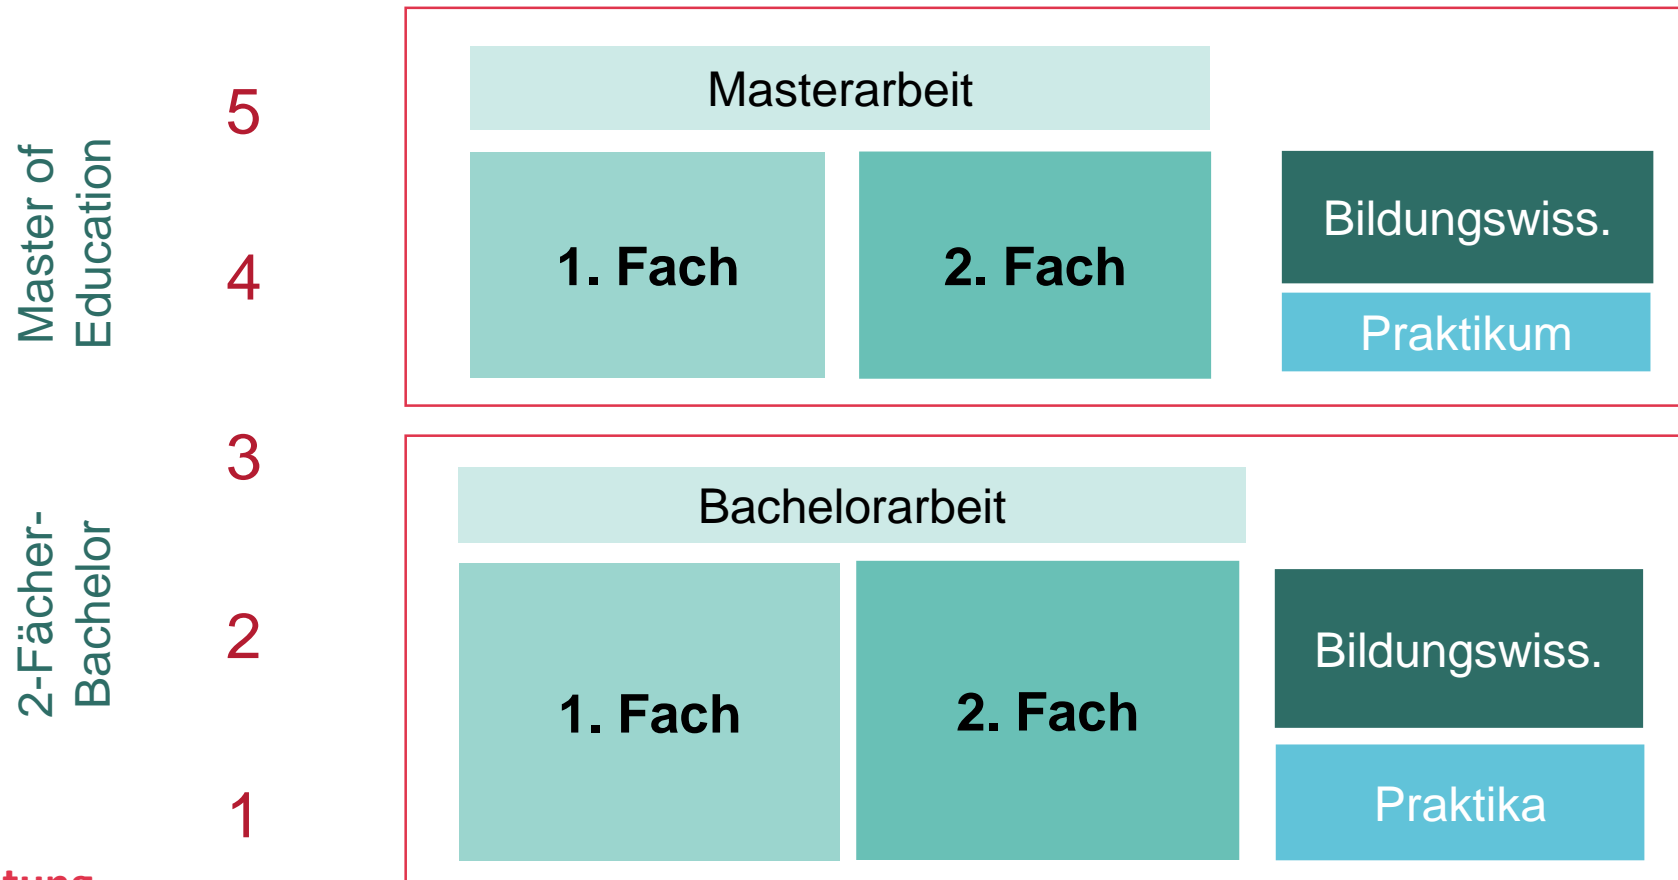 Master of
Education
5
4
Masterarbeit
1. Fach
2. Fach
Bildungswiss.
Praktikum
2-Fächer-
Bachelor
3
2
1
Bachelorarbeit
1. Fach
2. Fach
Bildungswiss.
Praktika